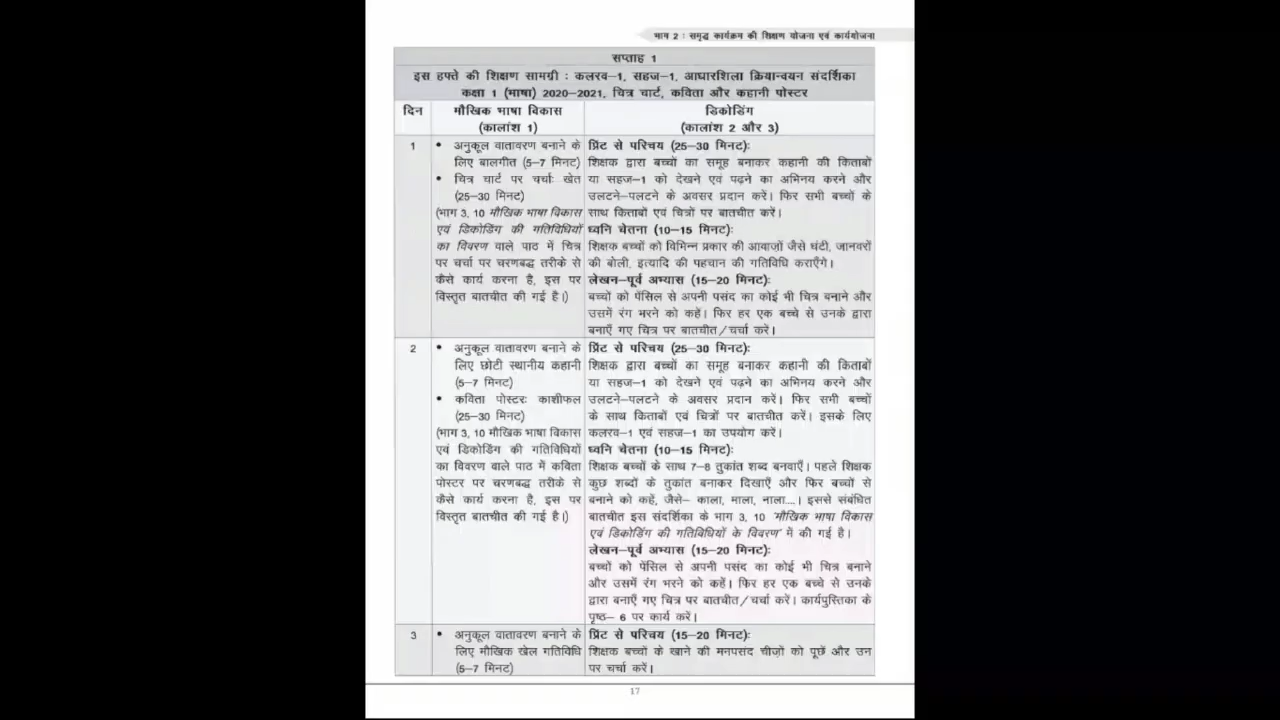 भाग 2 : समृद्ध कार्यक्रम की शिक्षण योजना एवं कार्ययोजना
सप्ताह 1
इस हफ्ते की शिक्षण सामग्री : कलरव–1, सहज–1, आधारशिला क्रियान्वयन संदर्शिका
कक्षा 1 (भाषा) 2020–2021, चित्र चार्ट, कविता और कहानी पोस्टर
दिन
मौखिक भाषा विकास
(कालांश 1)
डिकोडिंग
(कालांश 2 और 3)
1
• अनुकूल वातावरण बनाने के
लिए बालगीत (5–7 मिनट)
• चित्र चार्ट पर चर्चाः खेत
(25–30 मिनट)
(भाग 3, 10 मौखिक भाषा विकास
एवं डिकोडिंग की गतिविधियों
का विवरण वाले पाठ में चित्र
पर चर्चा पर चरणबद्ध तरीके से
कैसे कार्य करना है, इस पर
विस्तृत बातचीत की गई है।)
प्रिंट से परिचय (25–30 मिनट):
शिक्षक द्वारा बच्चों का समूह बनाकर कहानी की किताबों
या सहज–1 को देखने एवं पढ़ने का अभिनय करने और
उलटने–पलटने के अवसर प्रदान करें। फिर सभी बच्चों के
साथ किताबों एवं चित्रों पर बातचीत करें।
ध्वनि चेतना (10–15 मिनट):
शिक्षक बच्चों को विभिन्न प्रकार की आवाज़ों जैसे घंटी, जानवरों
की बोली, इत्यादि की पहचान की गतिविधि कराएँगे।
लेखन–पूर्व अभ्यास (15–20 मिनट):
बच्चों को पेंसिल से अपनी पसंद का कोई भी चित्र बनाने और
उसमें रंग भरने को कहें। फिर हर एक बच्चे से उनके द्वारा
बनाएँ गए चित्र पर बातचीत/चर्चा करें।
2
• अनुकूल वातावरण बनाने के
लिए छोटी स्थानीय कहानी
(5–7 मिनट)
• कविता पोस्टरः काशीफल
(25–30 मिनट)
(भाग 3, 10 मौखिक भाषा विकास
एवं डिकोडिंग की गतिविधियों
का विवरण वाले पाठ में कविता
पोस्टर पर चरणबद्ध तरीके से
कैसे कार्य करना है, इस पर
विस्तृत बातचीत की गई है।)
प्रिंट से परिचय (25–30 मिनट):
शिक्षक द्वारा बच्चों का समूह बनाकर कहानी की किताबों
या सहज–1 को देखने एवं पढ़ने का अभिनय करने और
उलटने–पलटने के अवसर प्रदान करें। फिर सभी बच्चों
के साथ किताबों एवं चित्रों पर बातचीत करें। इसके लिए
कलरव–1 एवं सहज–1 का उपयोग करें।
ध्वनि चेतना (10–15 मिनट):
शिक्षक बच्चों के साथ 7–8 तुकांत शब्द बनवाएँ। पहले शिक्षक
कुछ शब्दों के तुकांत बनाकर दिखाएँ और फिर बच्चों से
बनाने को कहें, जैसे– काला, माला, नाला....। इससे संबंधित
बातचीत इस संदर्शिका के भाग 3, 10 'मौखिक भाषा विकास
एवं डिकोडिंग की गतिविधियों के विवरण' में की गई है।
लेखन–पूर्व अभ्यास (15–20 मिनट):
बच्चों को पेंसिल से अपनी पसंद का कोई भी चित्र बनाने
और उसमें रंग भरने को कहें। फिर हर एक बच्चे से उनके
द्वारा बनाएँ गए चित्र पर बातचीत/चर्चा करें। कार्यपुस्तिका के
पृष्ठ– 6 पर कार्य करें।
3
• अनुकूल वातावरण बनाने के
लिए मौखिक खेल गतिविधि
(5–7 मिनट)
प्रिंट से परिचय (15–20 मिनट):
शिक्षक बच्चों के खाने की मनपसंद चीज़ों को पूछें और उन
पर चर्चा करें।
17